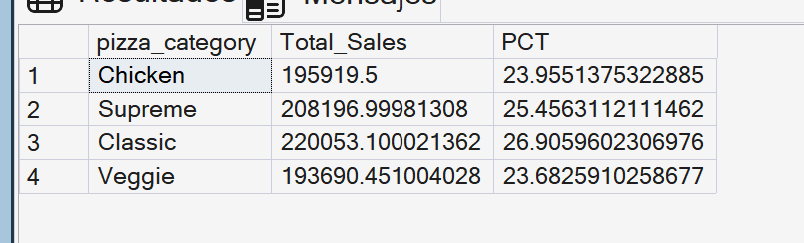 Resultados Mensajes
pizza_category Total_Sales PCT
1 Chicken 195919.5 23.9551375322885
2 Supreme 208196.99981308 25.4563112111462
3 Classic 220053.100021362 26.9059602306976
4 Veggie 193690.451004028 23.6825910258677